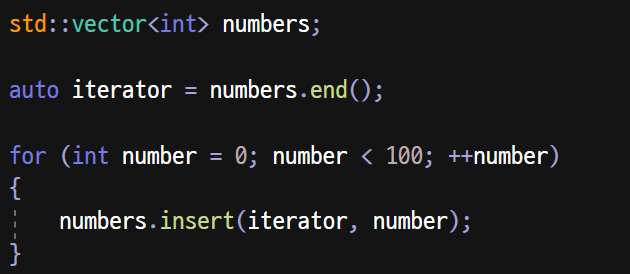 std::vector<int> numbers;
auto iterator = numbers.end();
for (int number = 0; number < 100; ++number)
{
    numbers.insert(iterator, number);
}